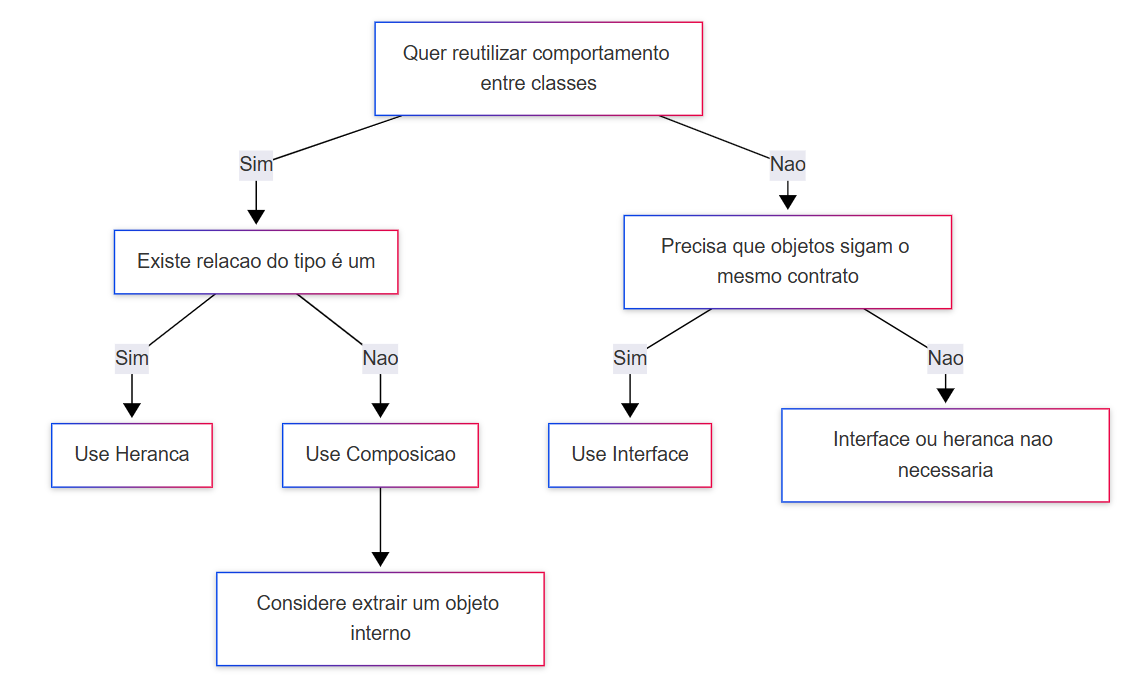 Quer reutilizar comportamento
entre classes
Sim
Nao
Existe relacao do tipo é um
Precisa que objetos sigam o
mesmo contrato
Sim
Nao
Sim
Nao
Use Heranca
Use Composicao
Use Interface
Interface ou heranca nao
necessaria
Considere extrair um objeto
interno